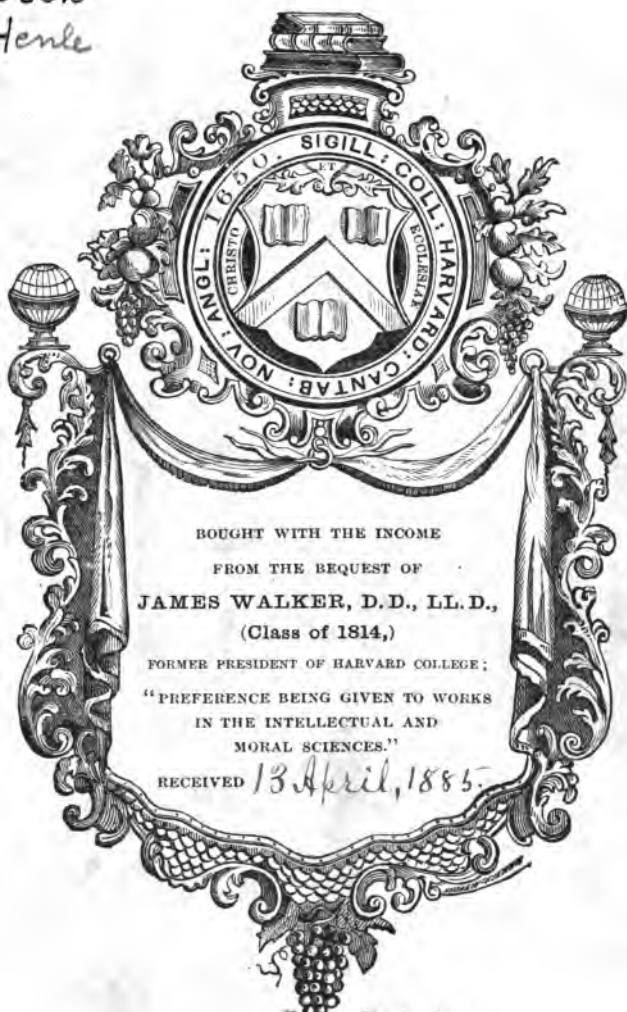 Henle
SIGILL: COLL: HARVARD: CANTAB: NOV: ANGL: 1650.
CHRISTO
ET
ECCLESIAE
BOUGHT WITH THE INCOME
FROM THE BEQUEST OF
JAMES WALKER, D.D., LL.D.,
(Class of 1814,)
FORMER PRESIDENT OF HARVARD COLLEGE;
"PREFERENCE BEING GIVEN TO WORKS
IN THE INTELLECTUAL AND
MORAL SCIENCES."
RECEIVED 13 April, 1885.